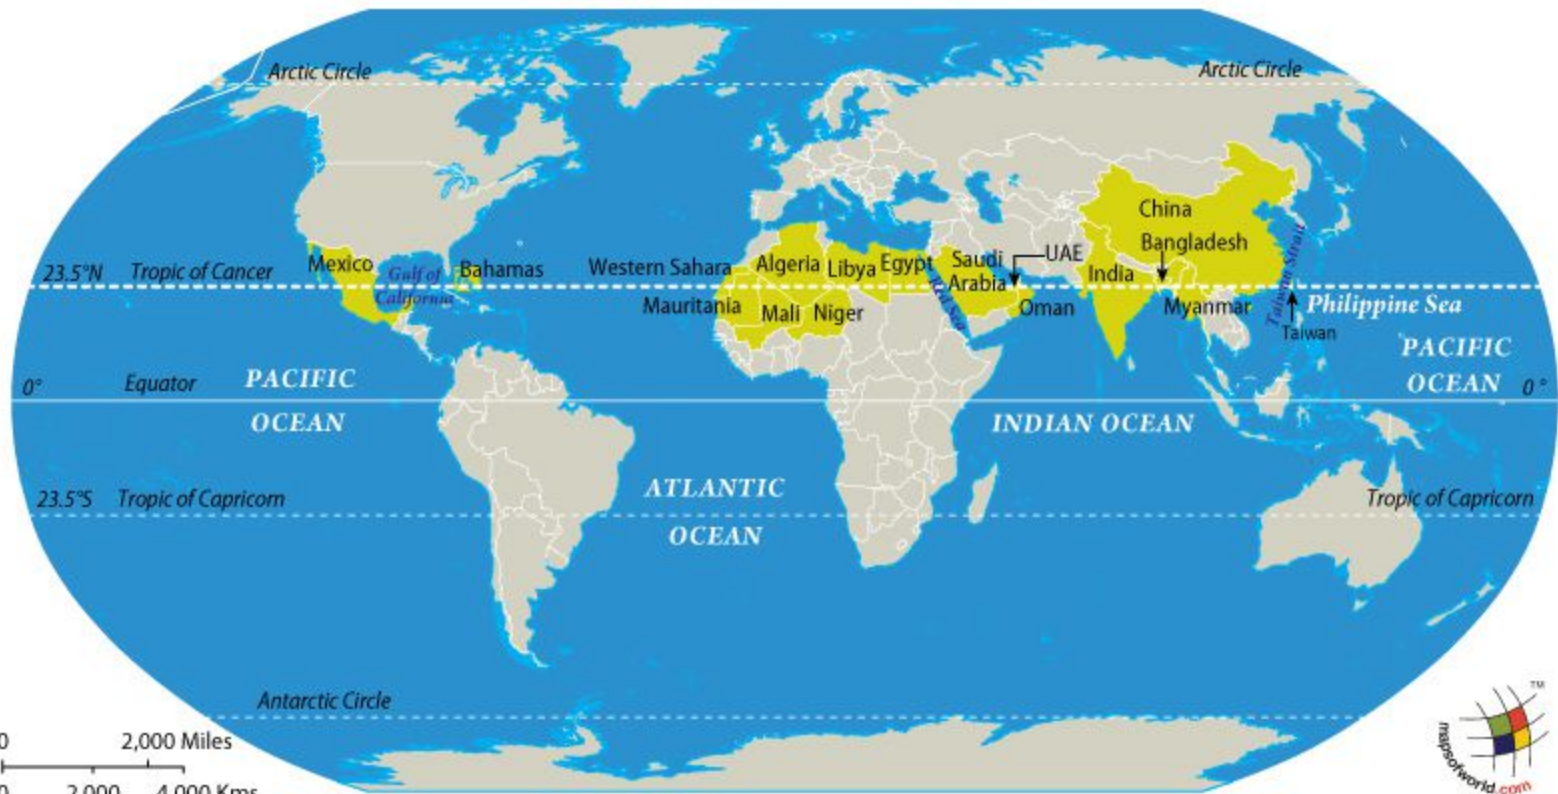 Arctic Circle
Arctic Circle
China
Bangladesh
UAE
Mexico
Gulf of
California
Bahamas
Western Sahara
Algeria
Libya
Egypt
Saudi
Arabia
India
Taiwan Strait
23.5°N Tropic of Cancer
Mauritania
Mali
Niger
Red Sea
Oman
Myanmar
Philippine Sea
Taiwan
PACIFIC
OCEAN
0° Equator
PACIFIC
OCEAN
0°
INDIAN OCEAN
23.5°S Tropic of Capricorn
ATLANTIC
OCEAN
Tropic of Capricorn
Antarctic Circle
0 2,000 Miles
0 2,000 4,000 Kms
TM
mapsofworld.com